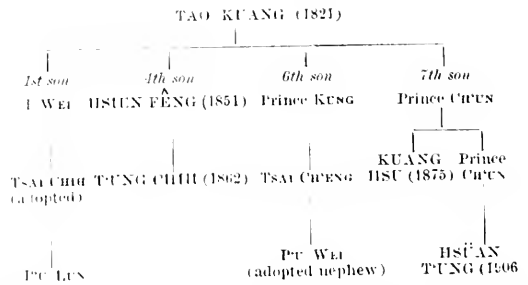 TAO KUANG (1821)
1st son 4th son 6th son 7th son
I WEI HSIEN FÊNG (1851) Prince KUNG Prince CH'UN
KUANG Prince
TSAI CHIH T'UNG CHIH (1862) TSAI CH'ENG HSU (1875) CH'UN
(adopted)
P'U WEI HSÜAN
P'U LUN (adopted nephew) T'UNG (1906